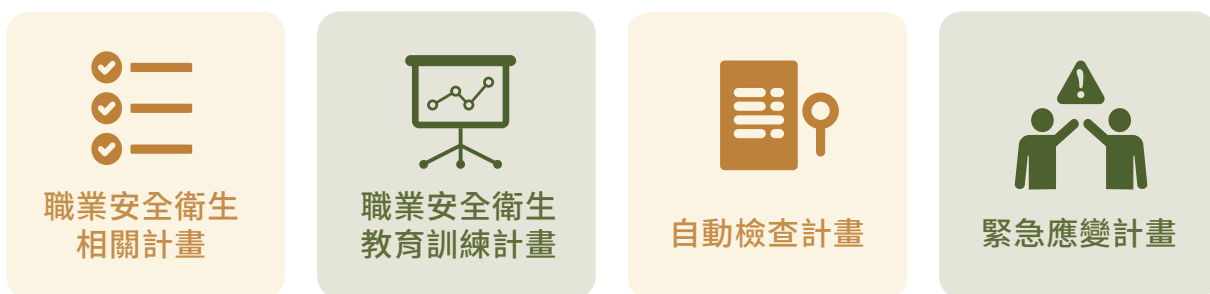 職業安全衛生
相關計畫
職業安全衛生
教育訓練計畫
自動檢查計畫
緊急應變計畫